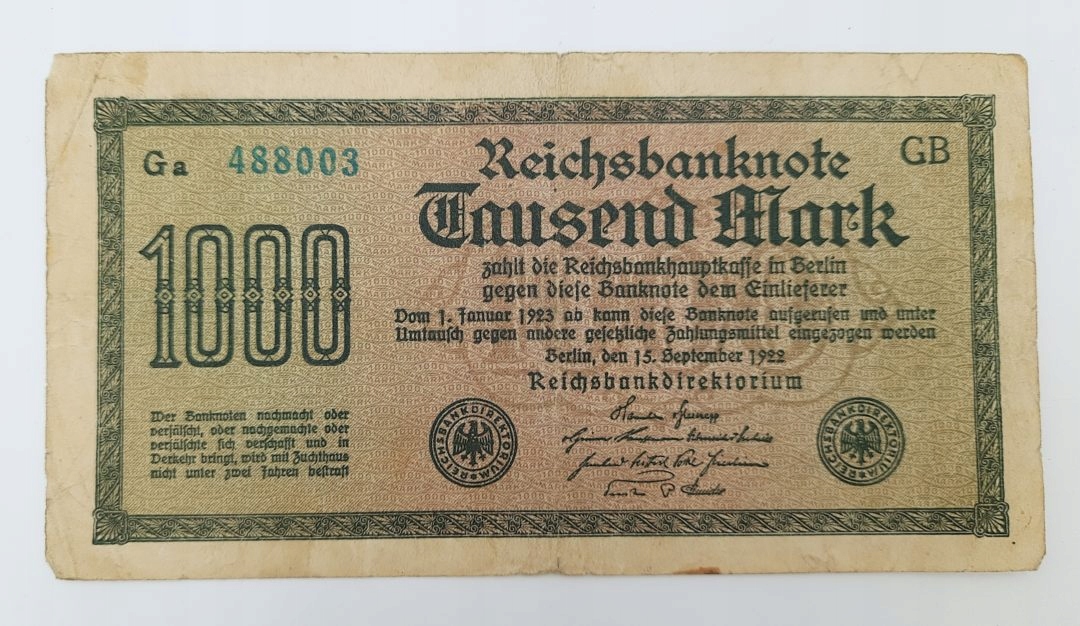 Ga 488003
GB
Reichsbanknote
Tausend Mark
1000
zahlt die Reichsbankhauptkasse in Berlin
gegen diese Banknote dem Einlieferer
Vom 1. Januar 1923 ab kann diese Banknote aufgerufen und unter
Umtausch gegen andere gesetzliche Zahlungsmittel eingezogen werden
Berlin, den 15. September 1922
Reichsbankdirektorium
Wer Banknoten nachmacht oder
verfälscht, oder nachgemachte oder
verfälschte sich verschafft und in
Verkehr bringt, wird mit Zuchthaus
nicht unter zwei Jahren bestraft
REICHSBANKDIREKTORIUM
REICHSBANKDIREKTORIUM